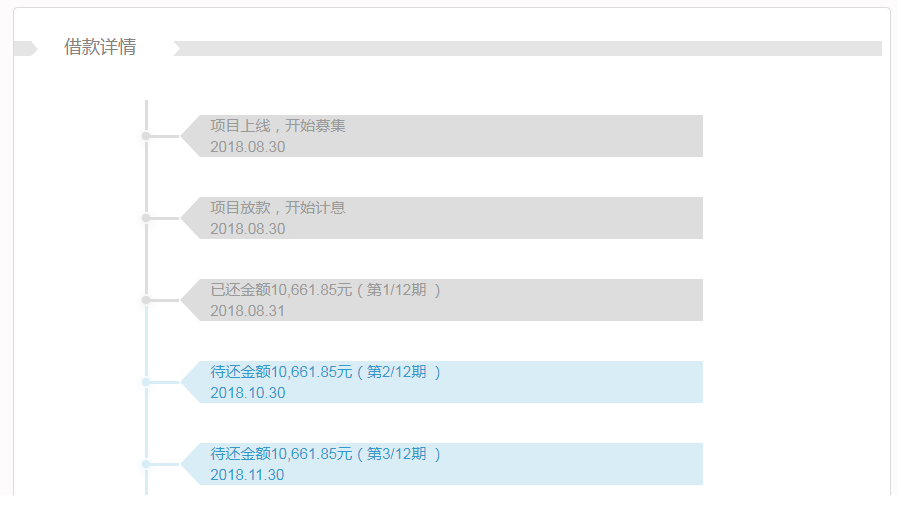 借款详情
项目上线，开始募集
2018.08.30
项目放款，开始计息
2018.08.30
已还金额10,661.85元（第1/12期 ）
2018.08.31
待还金额10,661.85元（第2/12期 ）
2018.10.30
待还金额10,661.85元（第3/12期 ）
2018.11.30